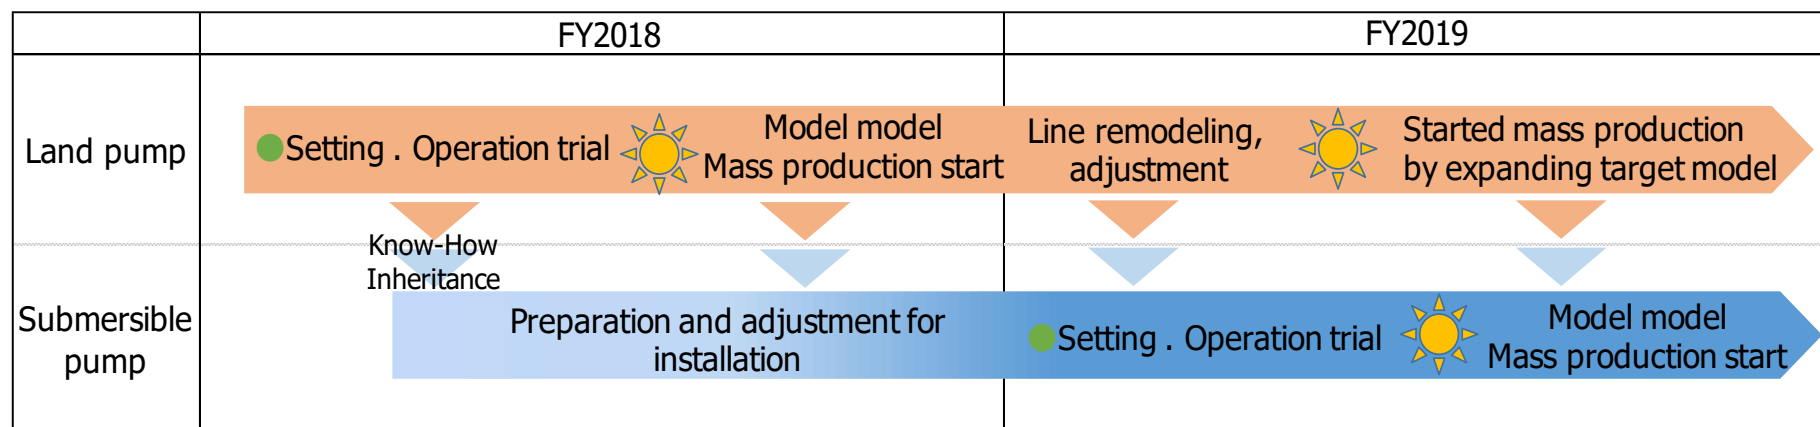 FY2018
FY2019
Land pump
Setting . Operation trial
Model model
Mass production start
Line remodeling,
adjustment
Started mass production
by expanding target model
Know-How
Inheritance
Submersible
pump
Preparation and adjustment for
installation
Setting . Operation trial
Model model
Mass production start